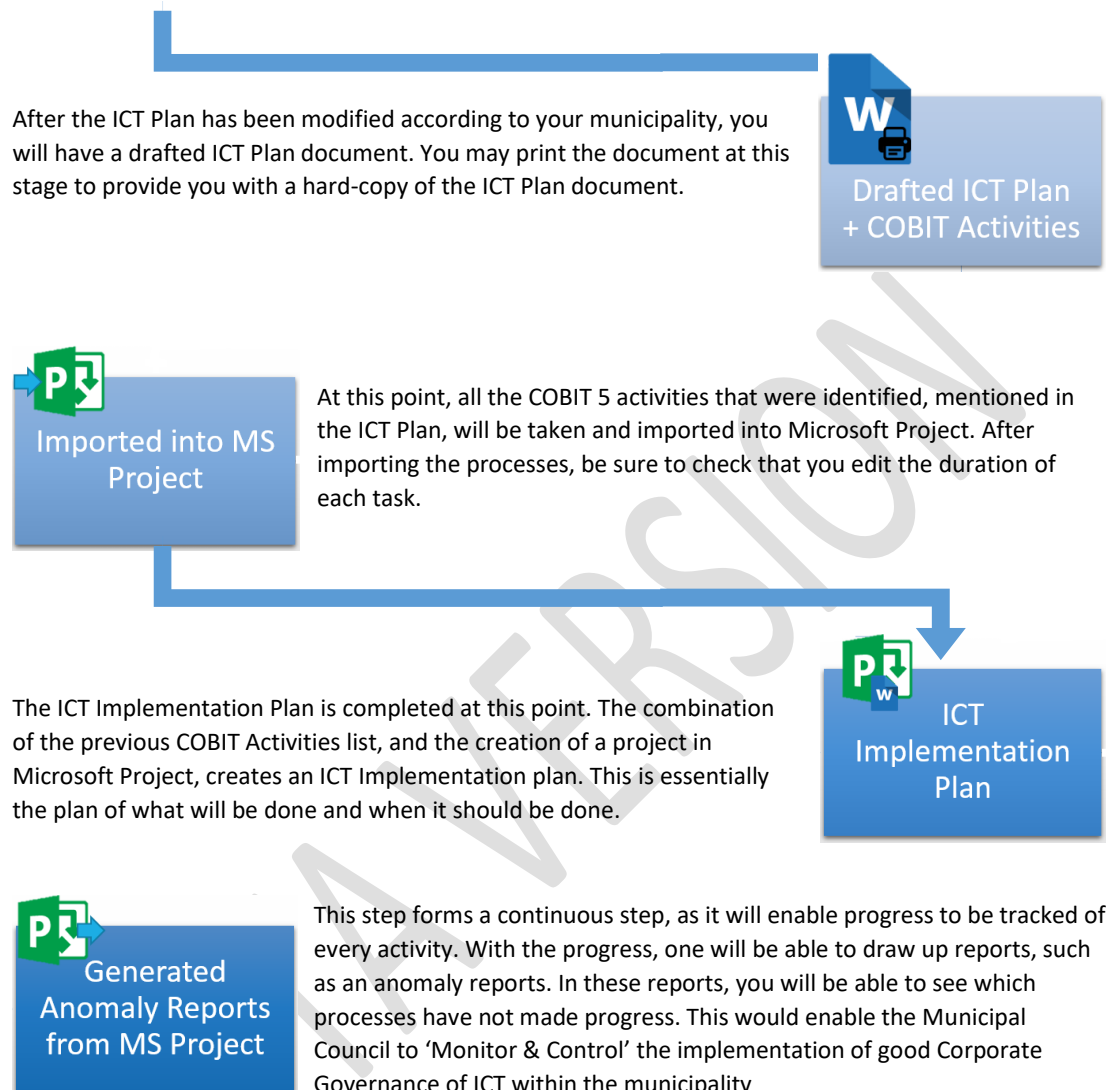 After the ICT Plan has been modified according to your municipality, you
will have a drafted ICT Plan document. You may print the document at this
stage to provide you with a hard-copy of the ICT Plan document.
W
Drafted ICT Plan
+ COBIT Activities
P
Imported into MS
Project
At this point, all the COBIT 5 activities that were identified, mentioned in
the ICT Plan, will be taken and imported into Microsoft Project. After
importing the processes, be sure to check that you edit the duration of
each task.
The ICT Implementation Plan is completed at this point. The combination
of the previous COBIT Activities list, and the creation of a project in
Microsoft Project, creates an ICT Implementation plan. This is essentially
the plan of what will be done and when it should be done.
P
W
ICT
Implementation
Plan
P
Generated
Anomaly Reports
from MS Project
This step forms a continuous step, as it will enable progress to be tracked of
every activity. With the progress, one will be able to draw up reports, such
as an anomaly reports. In these reports, you will be able to see which
processes have not made progress. This would enable the Municipal
Council to ‘Monitor & Control’ the implementation of good Corporate
Governance of ICT within the municipality
A VERSION